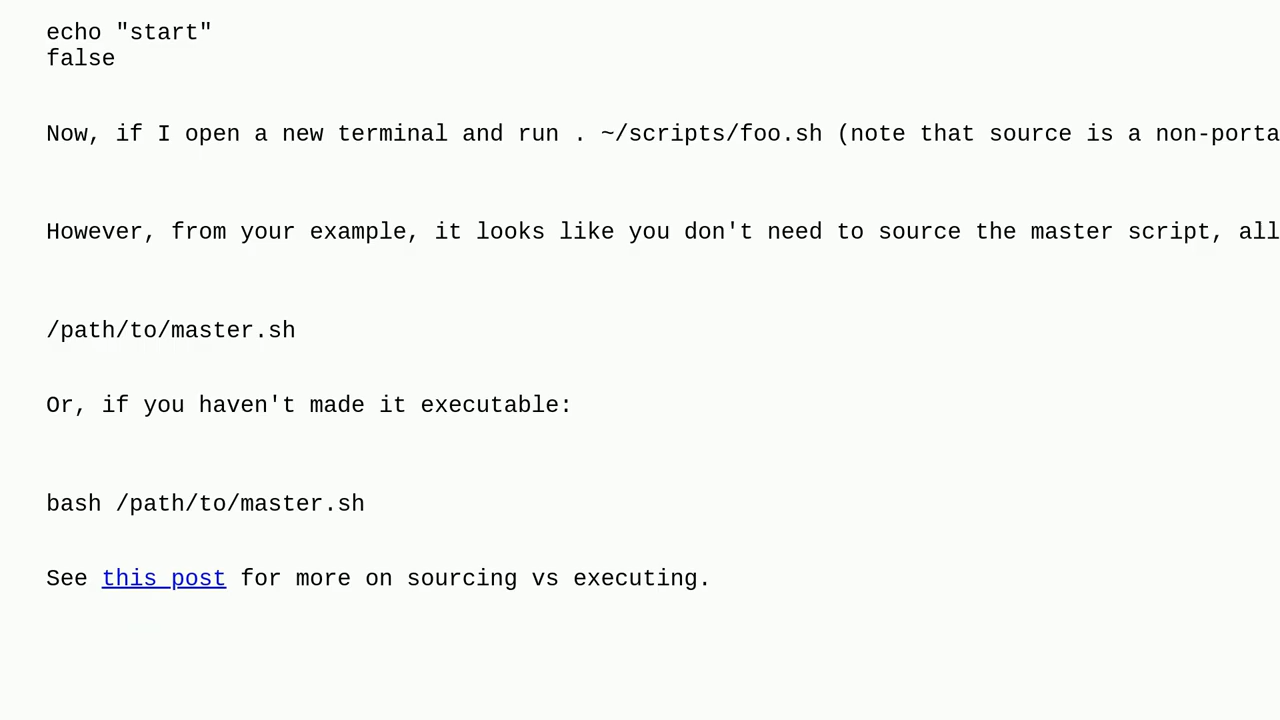 echo "start"
false
Now, if I open a new terminal and run . ~/scripts/foo.sh (note that source is a non-porta
However, from your example, it looks like you don't need to source the master script, all
/path/to/master.sh
Or, if you haven't made it executable:
bash /path/to/master.sh
See this post for more on sourcing vs executing.